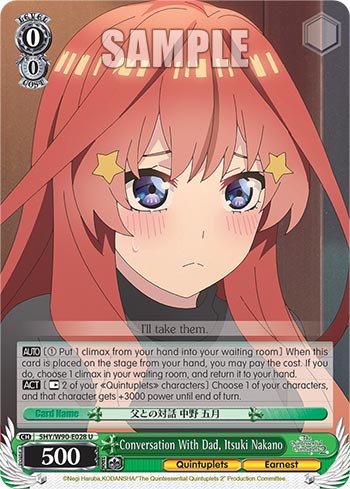 LEVEL
0
0
COST
SAMPLE
I'll take them.
AUTO [(1) Put 1 climax from your hand into your waiting room] When this
card is placed on the stage from your hand, you may pay the cost. If you
do, choose 1 climax in your waiting room, and return it to your hand.
ACT [ 2 of your «Quintuplets» characters] Choose 1 of your characters,
and that character gets +3000 power until end of turn.
Card Name 父との対話 中野 五月
CH 5HY/W90-E028 U
Conversation With Dad, Itsuki Nakano
500
Quintuplets
Earnest
©Negi Haruba,KODANSHA/"The Quintessential Quintuplets 2" Production Committee.